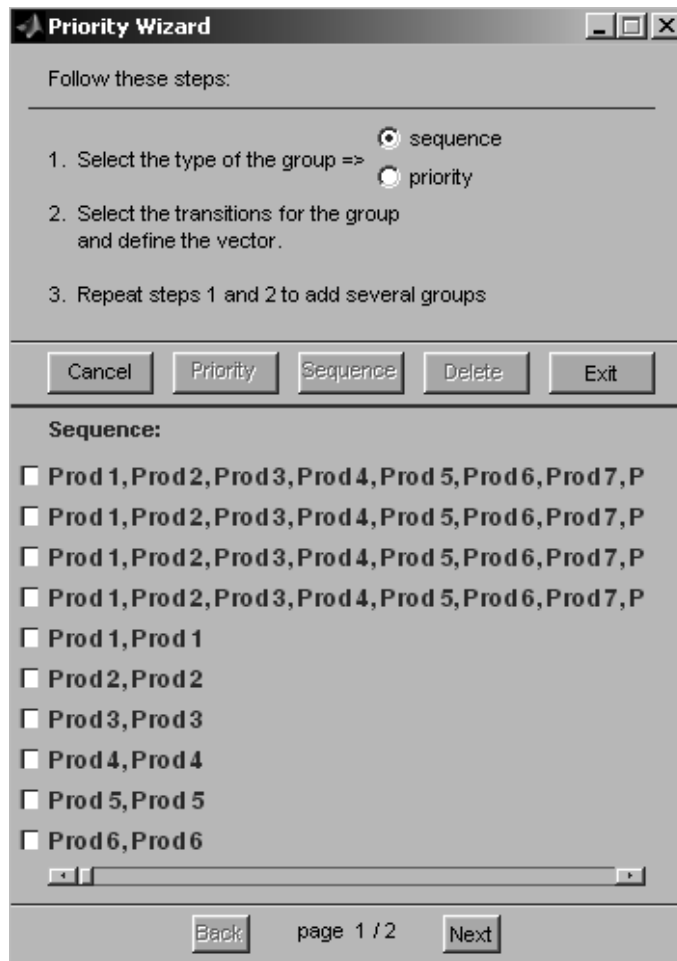 Priority Wizard
Follow these steps:
sequence
1. Select the type of the group =>
priority
2. Select the transitions for the group
and define the vector.
3. Repeat steps 1 and 2 to add several groups
Cancel Priority Sequence Delete Exit
Sequence:
Prod 1,Prod 2,Prod 3,Prod 4,Prod 5,Prod 6,Prod 7,P
Prod 1,Prod 2,Prod 3,Prod 4,Prod 5,Prod 6,Prod 7,P
Prod 1,Prod 2,Prod 3,Prod 4,Prod 5,Prod 6,Prod 7,P
Prod 1,Prod 2,Prod 3,Prod 4,Prod 5,Prod 6,Prod 7,P
Prod 1,Prod 1
Prod 2,Prod 2
Prod 3,Prod 3
Prod 4,Prod 4
Prod 5,Prod 5
Prod 6,Prod 6
Back page 1 / 2 Next